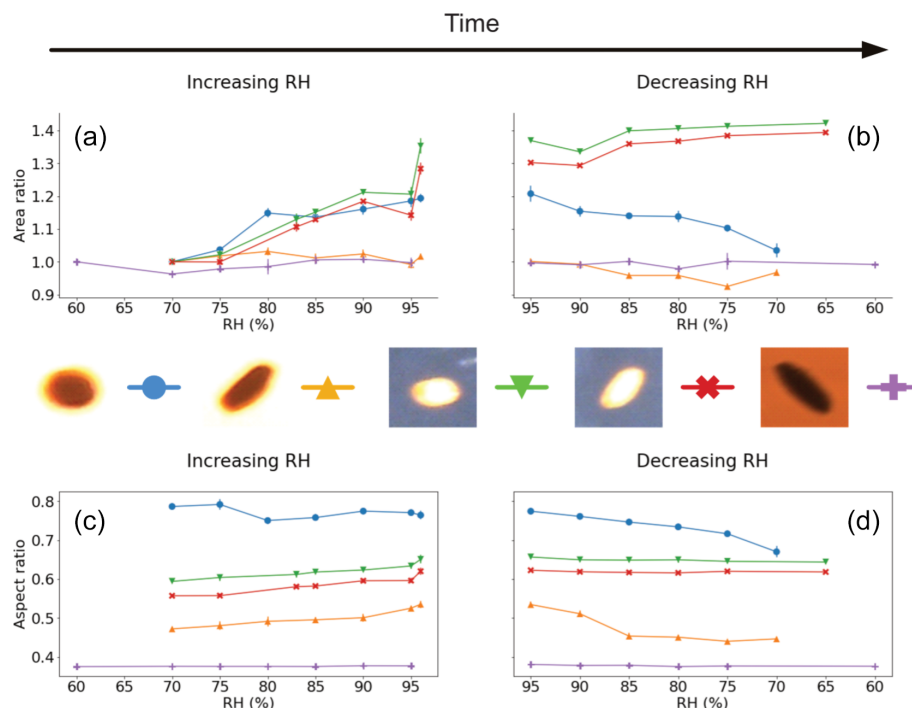 Time
Increasing RH
Decreasing RH
(a)
(b)
Area ratio
1.4
1.3
1.2
1.1
1.0
0.9
60 65 70 75 80 85 90 95
RH (%)
95 90 85 80 75 70 65 60
RH (%)
Increasing RH
Decreasing RH
(c)
(d)
Aspect ratio
0.8
0.7
0.6
0.5
0.4
60 65 70 75 80 85 90 95
RH (%)
95 90 85 80 75 70 65 60
RH (%)